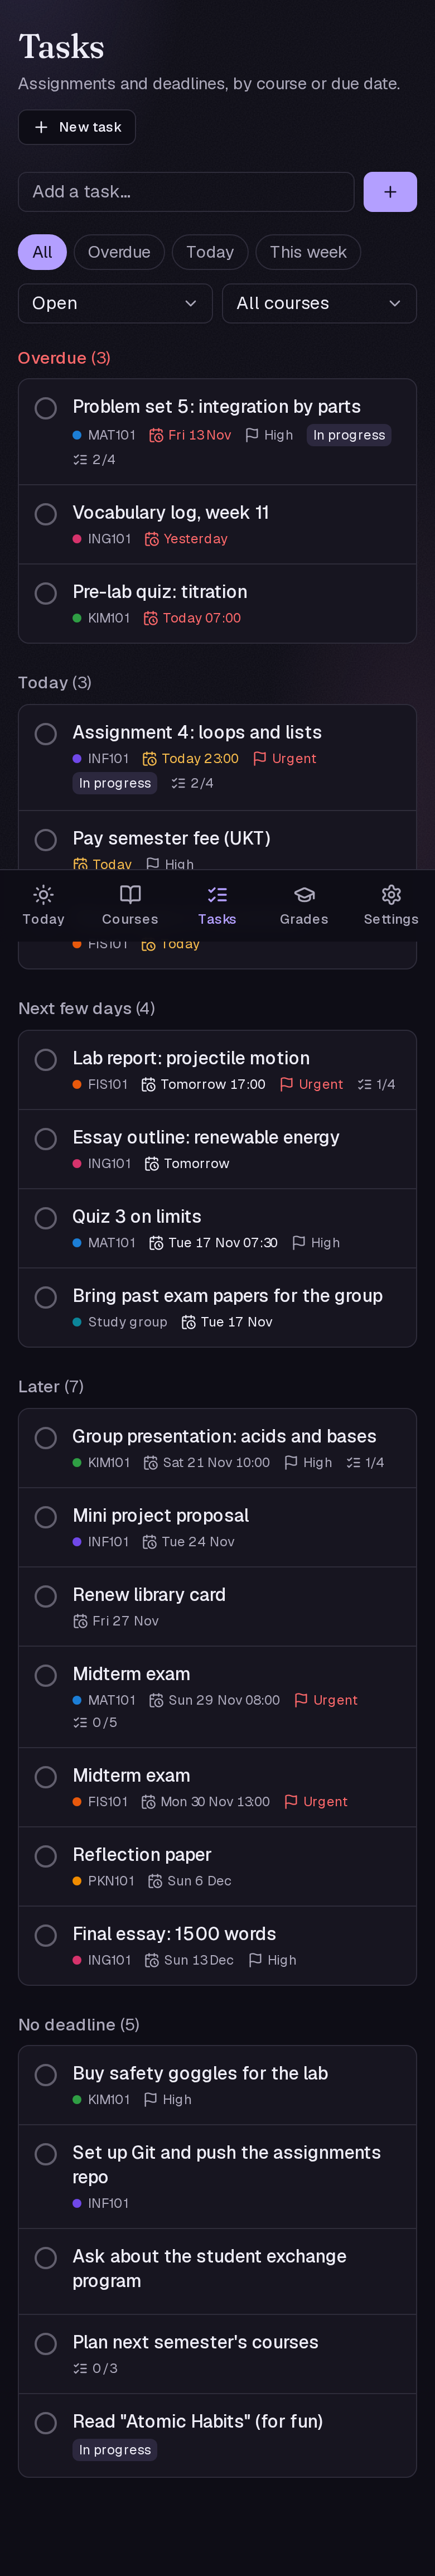 Tasks
Assignments and deadlines, by course or due date.
New task
Add a task...
All Overdue Today This week
Open All courses
Overdue (3)
Problem set 5: integration by parts
MAT101 Fri 13 Nov High In progress
2/4
Vocabulary log, week 11
ING101 Yesterday
Pre-lab quiz: titration
KIM101 Today 07:00
Today (3)
Assignment 4: loops and lists
INF101 Today 23:00 Urgent
In progress 2/4
Pay semester fee (UKT)
Today High
Today Courses Tasks Grades Settings
FIS101 Today
Next few days (4)
Lab report: projectile motion
FIS101 Tomorrow 17:00 Urgent 1/4
Essay outline: renewable energy
ING101 Tomorrow
Quiz 3 on limits
MAT101 Tue 17 Nov 07:30 High
Bring past exam papers for the group
Study group Tue 17 Nov
Later (7)
Group presentation: acids and bases
KIM101 Sat 21 Nov 10:00 High 1/4
Mini project proposal
INF101 Tue 24 Nov
Renew library card
Fri 27 Nov
Midterm exam
MAT101 Sun 29 Nov 08:00 Urgent
0/5
Midterm exam
FIS101 Mon 30 Nov 13:00 Urgent
Reflection paper
PKN101 Sun 6 Dec
Final essay: 1500 words
ING101 Sun 13 Dec High
No deadline (5)
Buy safety goggles for the lab
KIM101 High
Set up Git and push the assignments
repo
INF101
Ask about the student exchange
program
Plan next semester's courses
0/3
Read "Atomic Habits" (for fun)
In progress